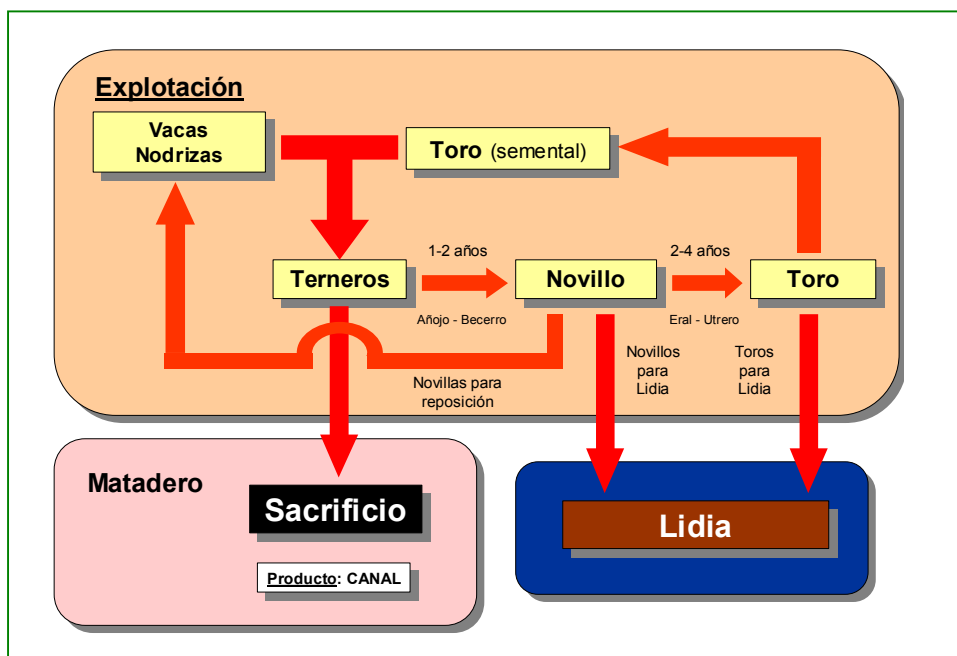 Explotación
Vacas
Nodrizas
Toro (semental)
1-2 años
2-4 años
Terneros
Novillo
Toro
Añojo - Becerro
Eral - Utrero
Novillas para
reposición
Novillos
para
Lidia
Toros
para
Lidia
Matadero
Sacrificio
Producto: CANAL
Lidia